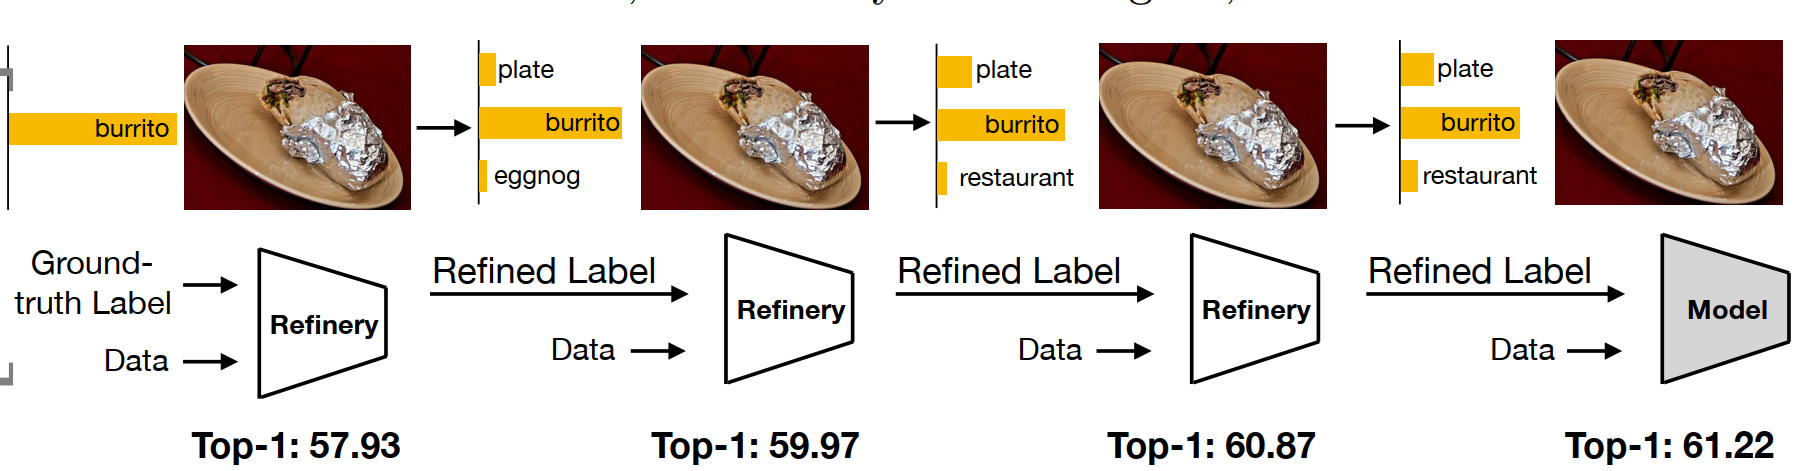 burrito
plate
burrito
eggnog
plate
burrito
restaurant
plate
burrito
restaurant
Ground-
truth Label
Data
Refinery
Refined Label
Data
Refinery
Refined Label
Data
Refinery
Refined Label
Data
Model
Top-1: 57.93
Top-1: 59.97
Top-1: 60.87
Top-1: 61.22